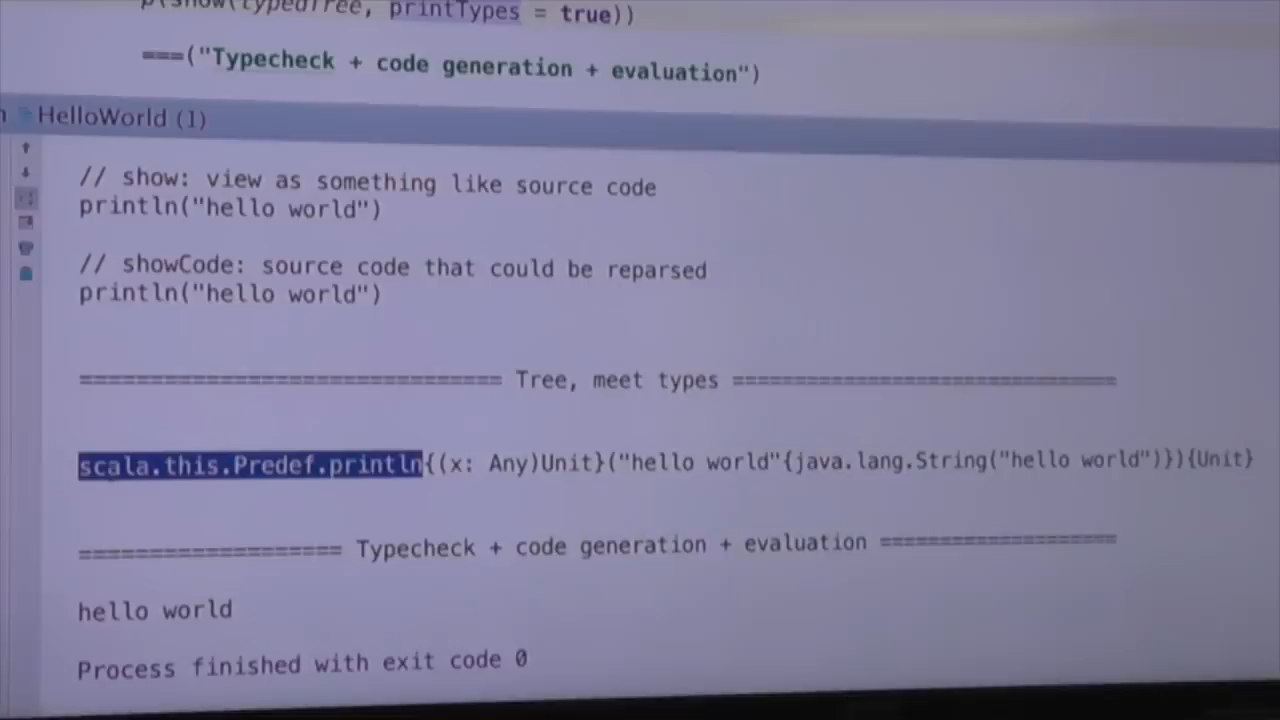 p(show(typedTree, printTypes = true))
===("Typecheck + code generation + evaluation")
HelloWorld (1)
// show: view as something like source code
println("hello world")
// showCode: source code that could be reparsed
println("hello world")
============================== Tree, meet types ==============================
scala.this.Predef.println{(x: Any)Unit}("hello world"{java.lang.String("hello world")}){Unit}
==================== Typecheck + code generation + evaluation ====================
hello world
Process finished with exit code 0